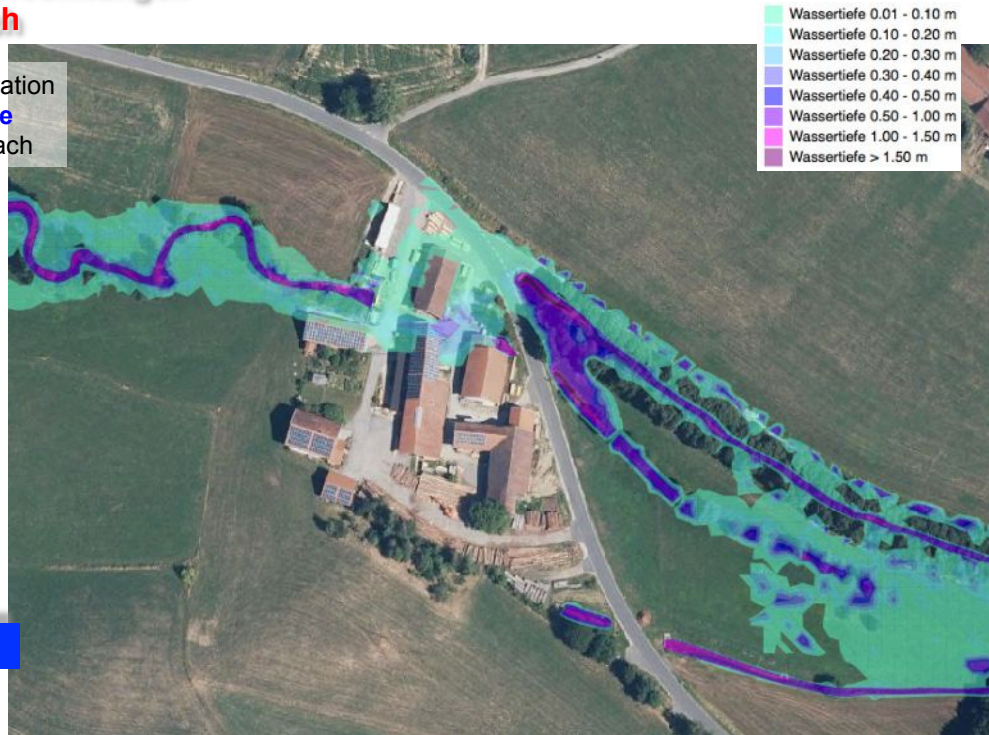 h
ation
e
ach
Wassertiefe 0.01 - 0.10 m
Wassertiefe 0.10 - 0.20 m
Wassertiefe 0.20 - 0.30 m
Wassertiefe 0.30 - 0.40 m
Wassertiefe 0.40 - 0.50 m
Wassertiefe 0.50 - 1.00 m
Wassertiefe 1.00 - 1.50 m
Wassertiefe > 1.50 m